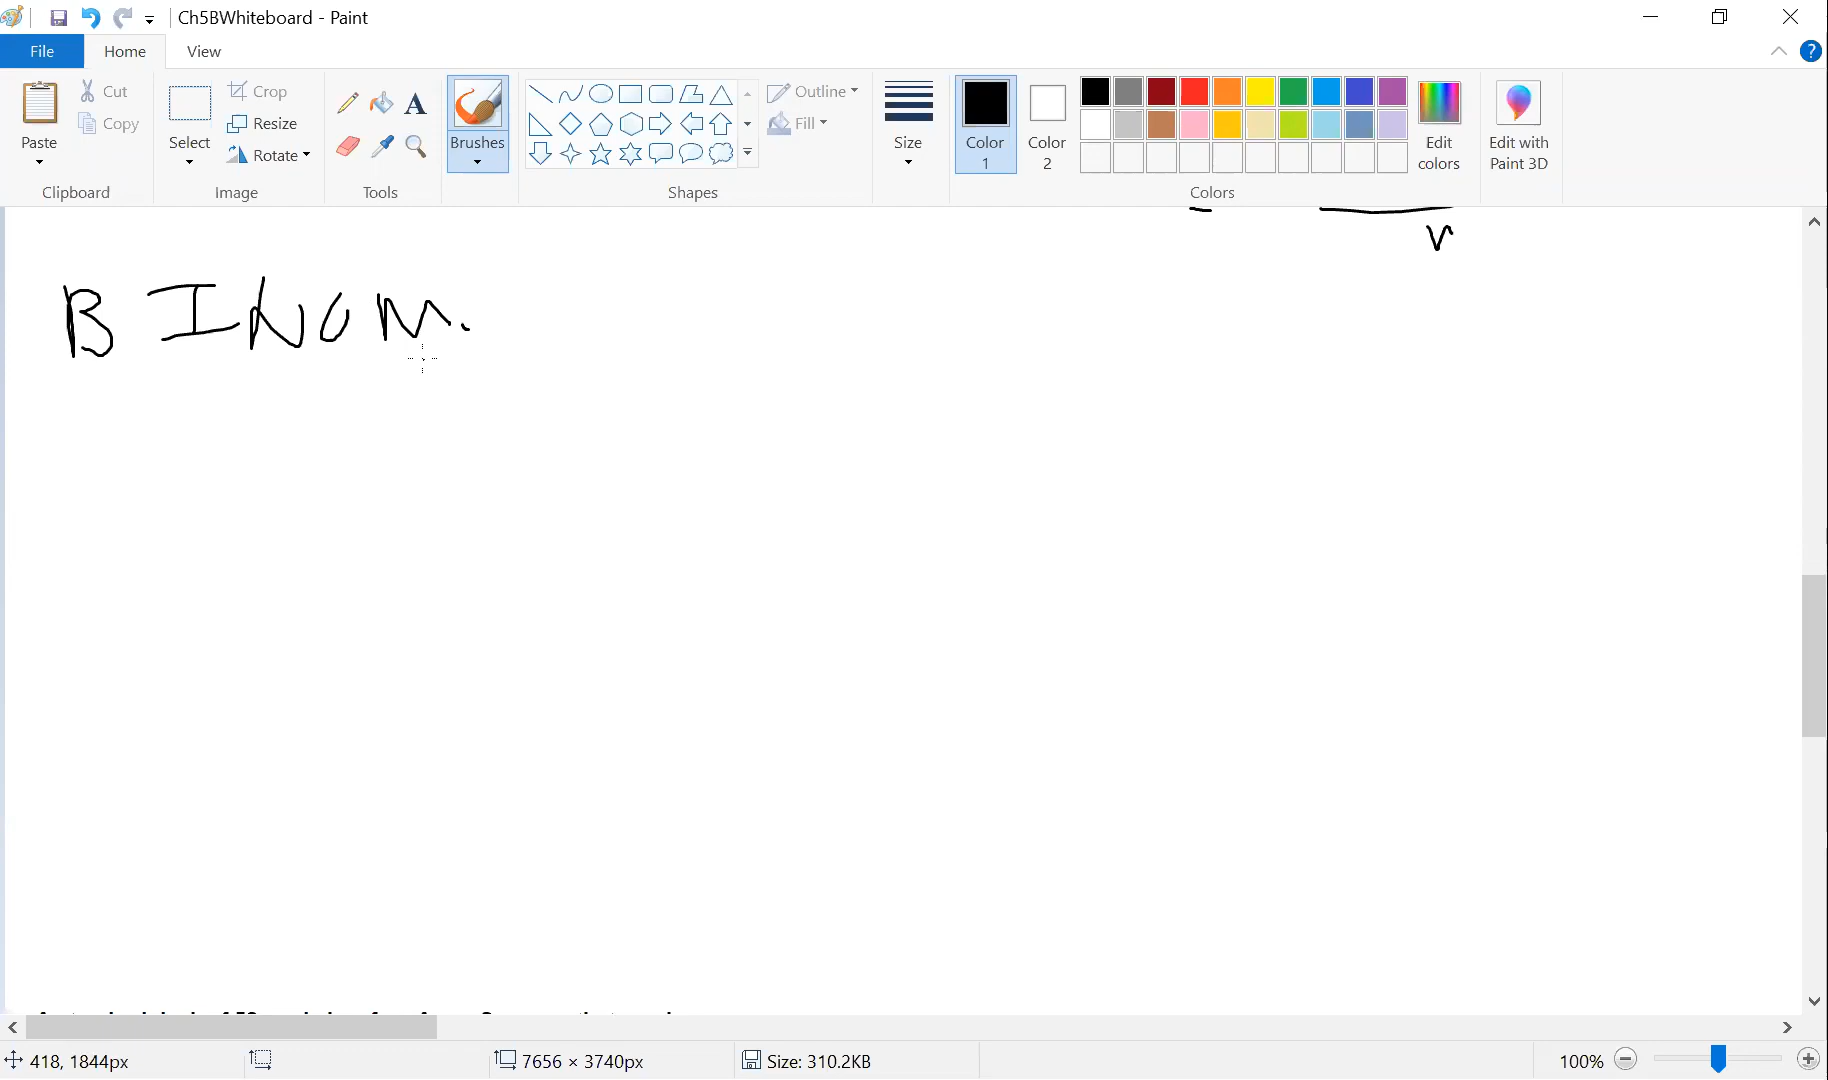 Ch5BWhiteboard - Paint
File Home View
Paste
Cut
Copy
Clipboard
Select
Crop
Resize
Rotate
Image
A
Tools
Brushes
Outline
Fill
Shapes
Size
Color 1
Color 2
Edit colors
Colors
Edit with Paint 3D
?
r
BINOM.
418, 1844px
7656 × 3740px
Size: 310.2KB
100%